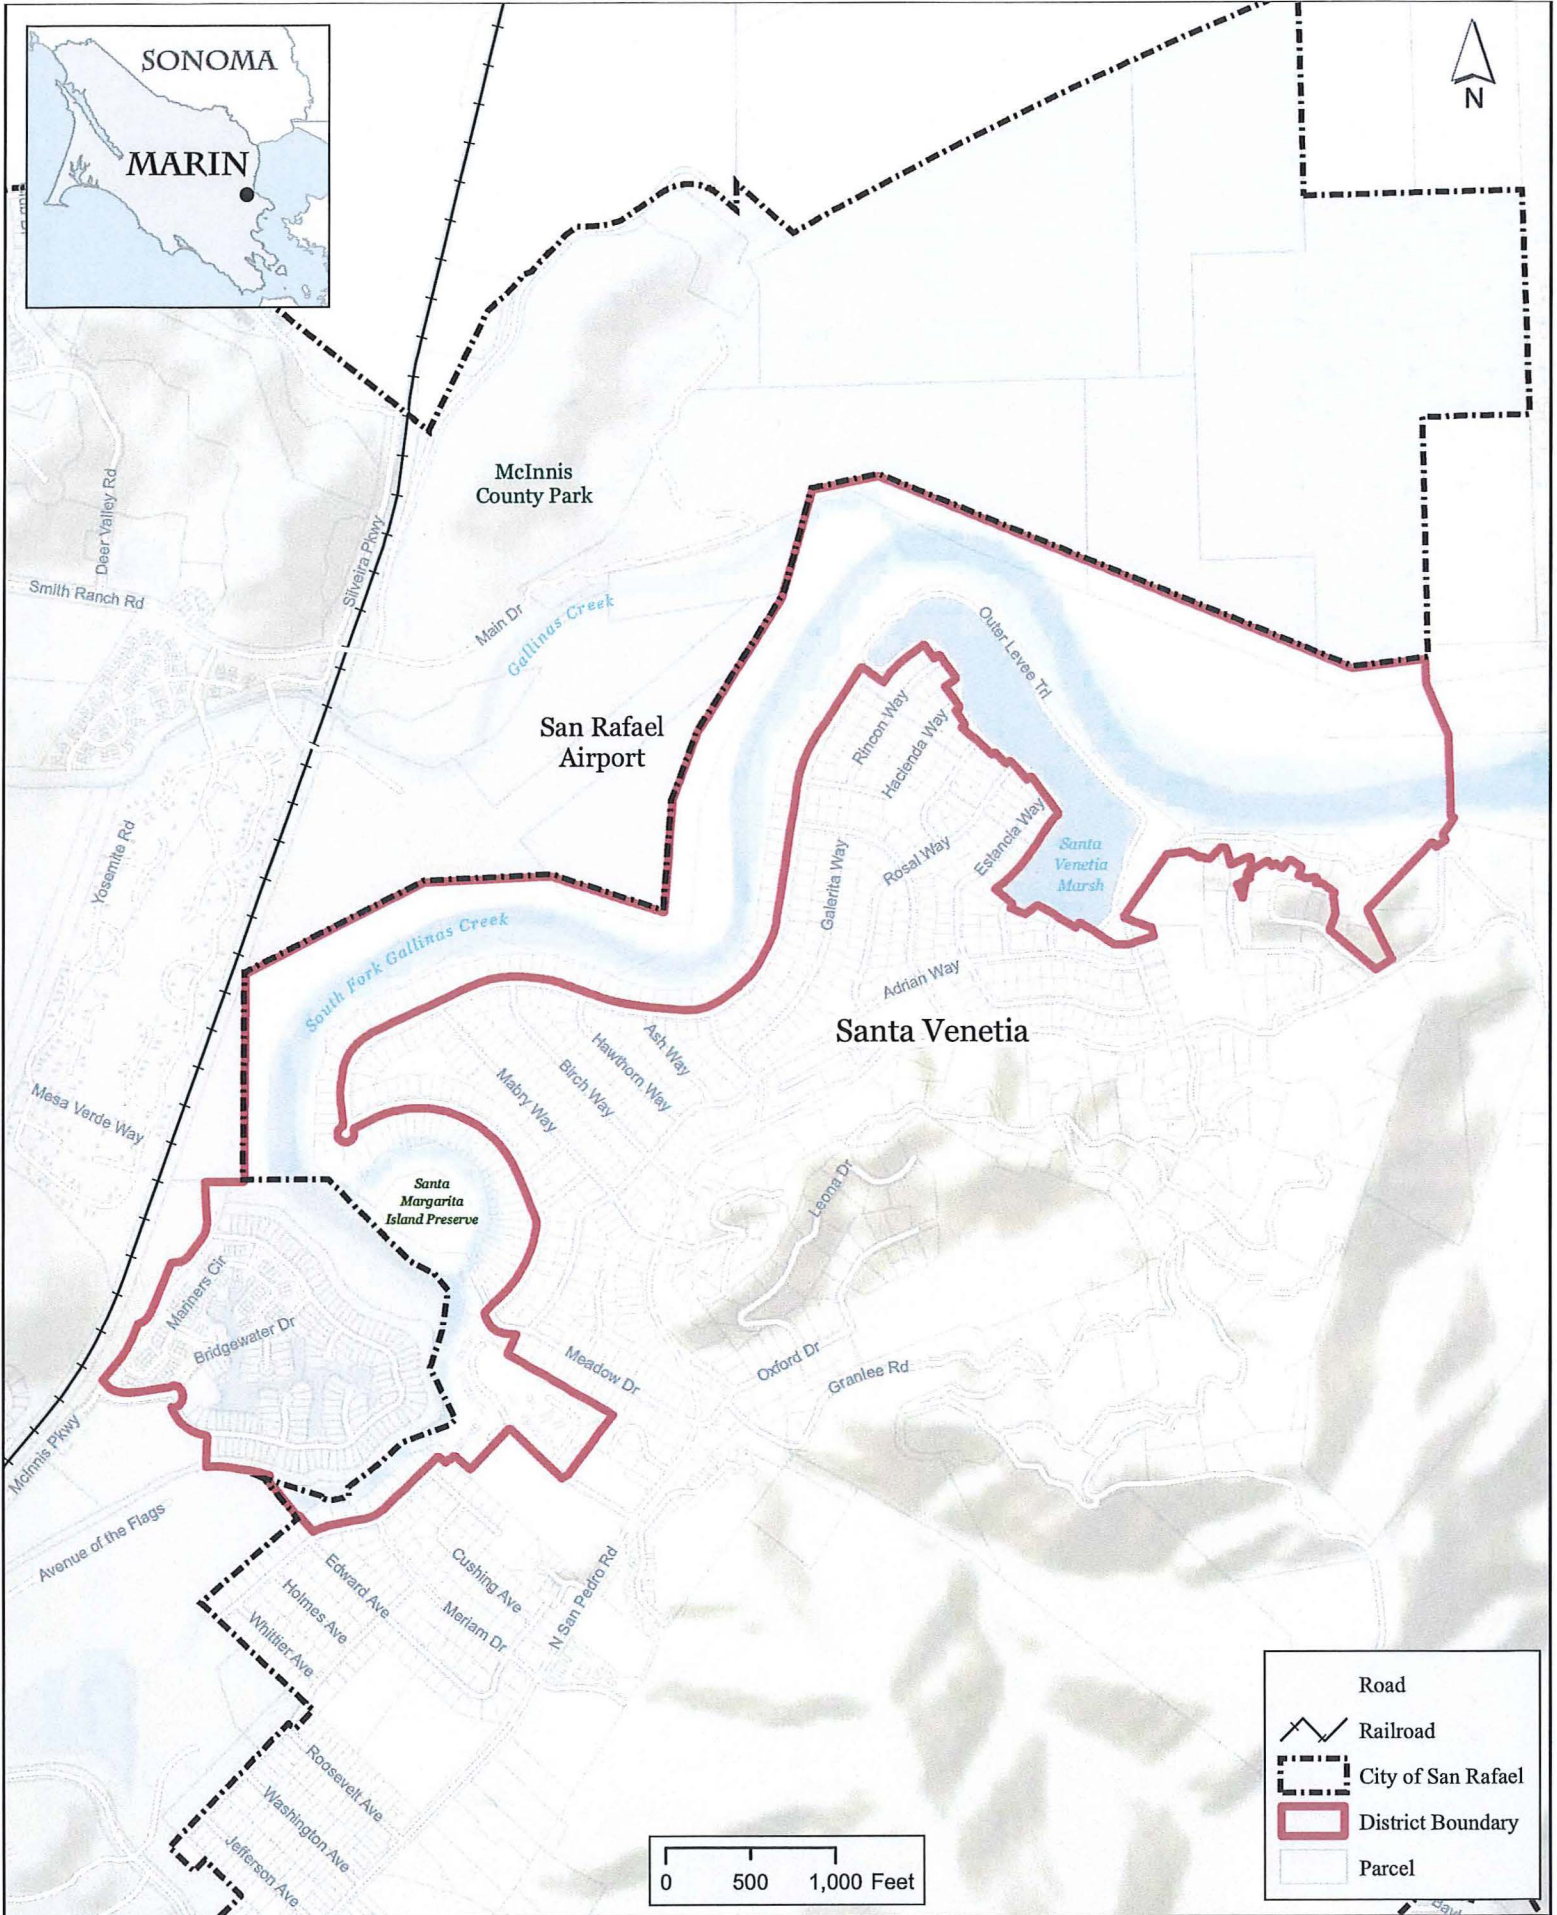 SONOMA
MARIN
N
McInnis
County Park
Deer Valley Rd
Smith Ranch Rd
Silveira Pkwy
Main Dr
Gallinas Creek
Outer Levee Trl
San Rafael
Airport
Rincon Way
Hacienda Way
Estancia Way
Rosal Way
Galerita Way
Santa
Venetia
Marsh
Yosemite Rd
South Fork Gallinas Creek
Adrian Way
Santa Venetia
Ash Way
Hawthorn Way
Birch Way
Mabry Way
Mesa Verde Way
Santa
Margarita
Island Preserve
Leona Dr
Mariners Cir
Bridgewater Dr
Meadow Dr
Oxford Dr
Granlee Rd
McInnis Pkwy
Avenue of the Flags
Edward Ave
Holmes Ave
Whittier Ave
Cushing Ave
Meriam Dr
N San Pedro Rd
Roosevelt Ave
Washington Ave
Jefferson Ave
Road
Railroad
City of San Rafael
District Boundary
Parcel
0 500 1,000 Feet